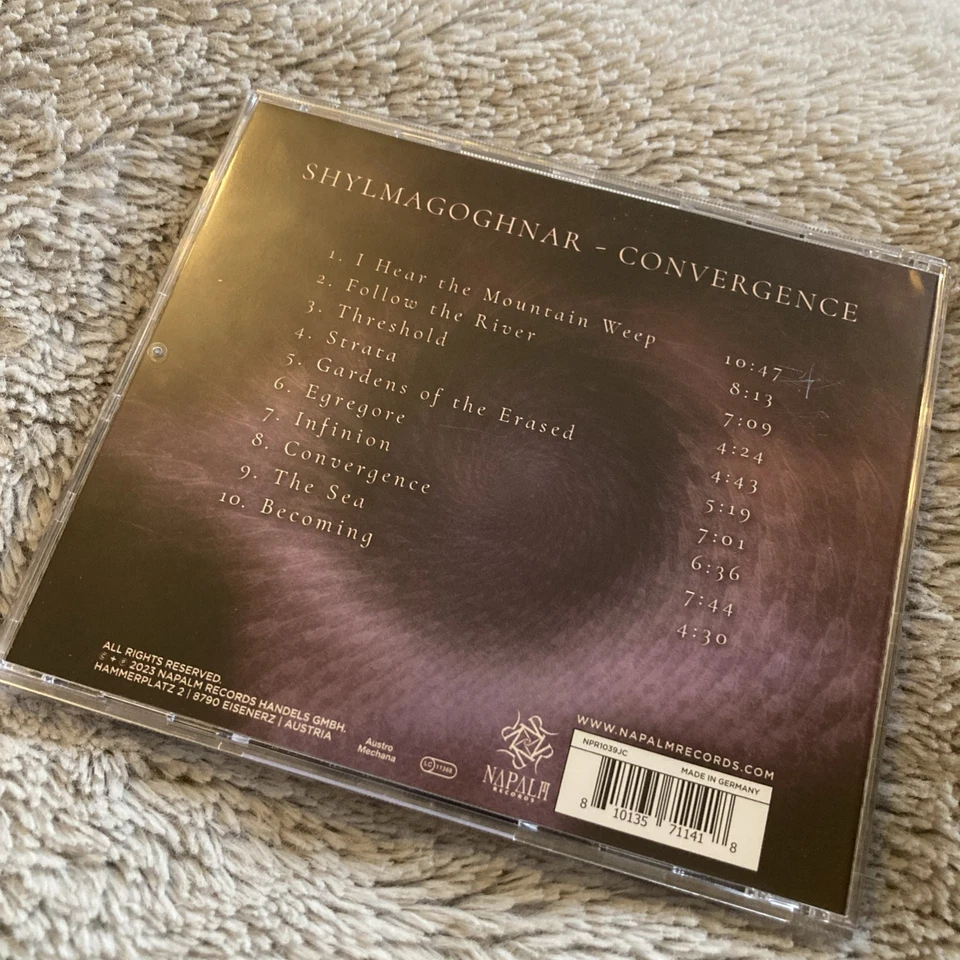 SHYLMAGOGHNAR - CONVERGENCE
1. I Hear the Mountain Weep 10:47
2. Follow the River 8:13
3. Threshold 7:09
4. Strata 4:24
5. Gardens of the Erased 4:43
6. Egregore 5:19
7. Infinion 7:01
8. Convergence 6:36
9. The Sea 7:44
10. Becoming 4:30
ALL RIGHTS RESERVED.
© + ℗ 2023 NAPALM RECORDS HANDELS GMBH.
HAMMERPLATZ 2 | 8790 EISENERZ | AUSTRIA
Austro
Mechana
LC 11368
NAPALM
RECORDS
WWW.NAPALMRECORDS.COM
NPR1039JC
MADE IN GERMANY
8 10135 71141 8